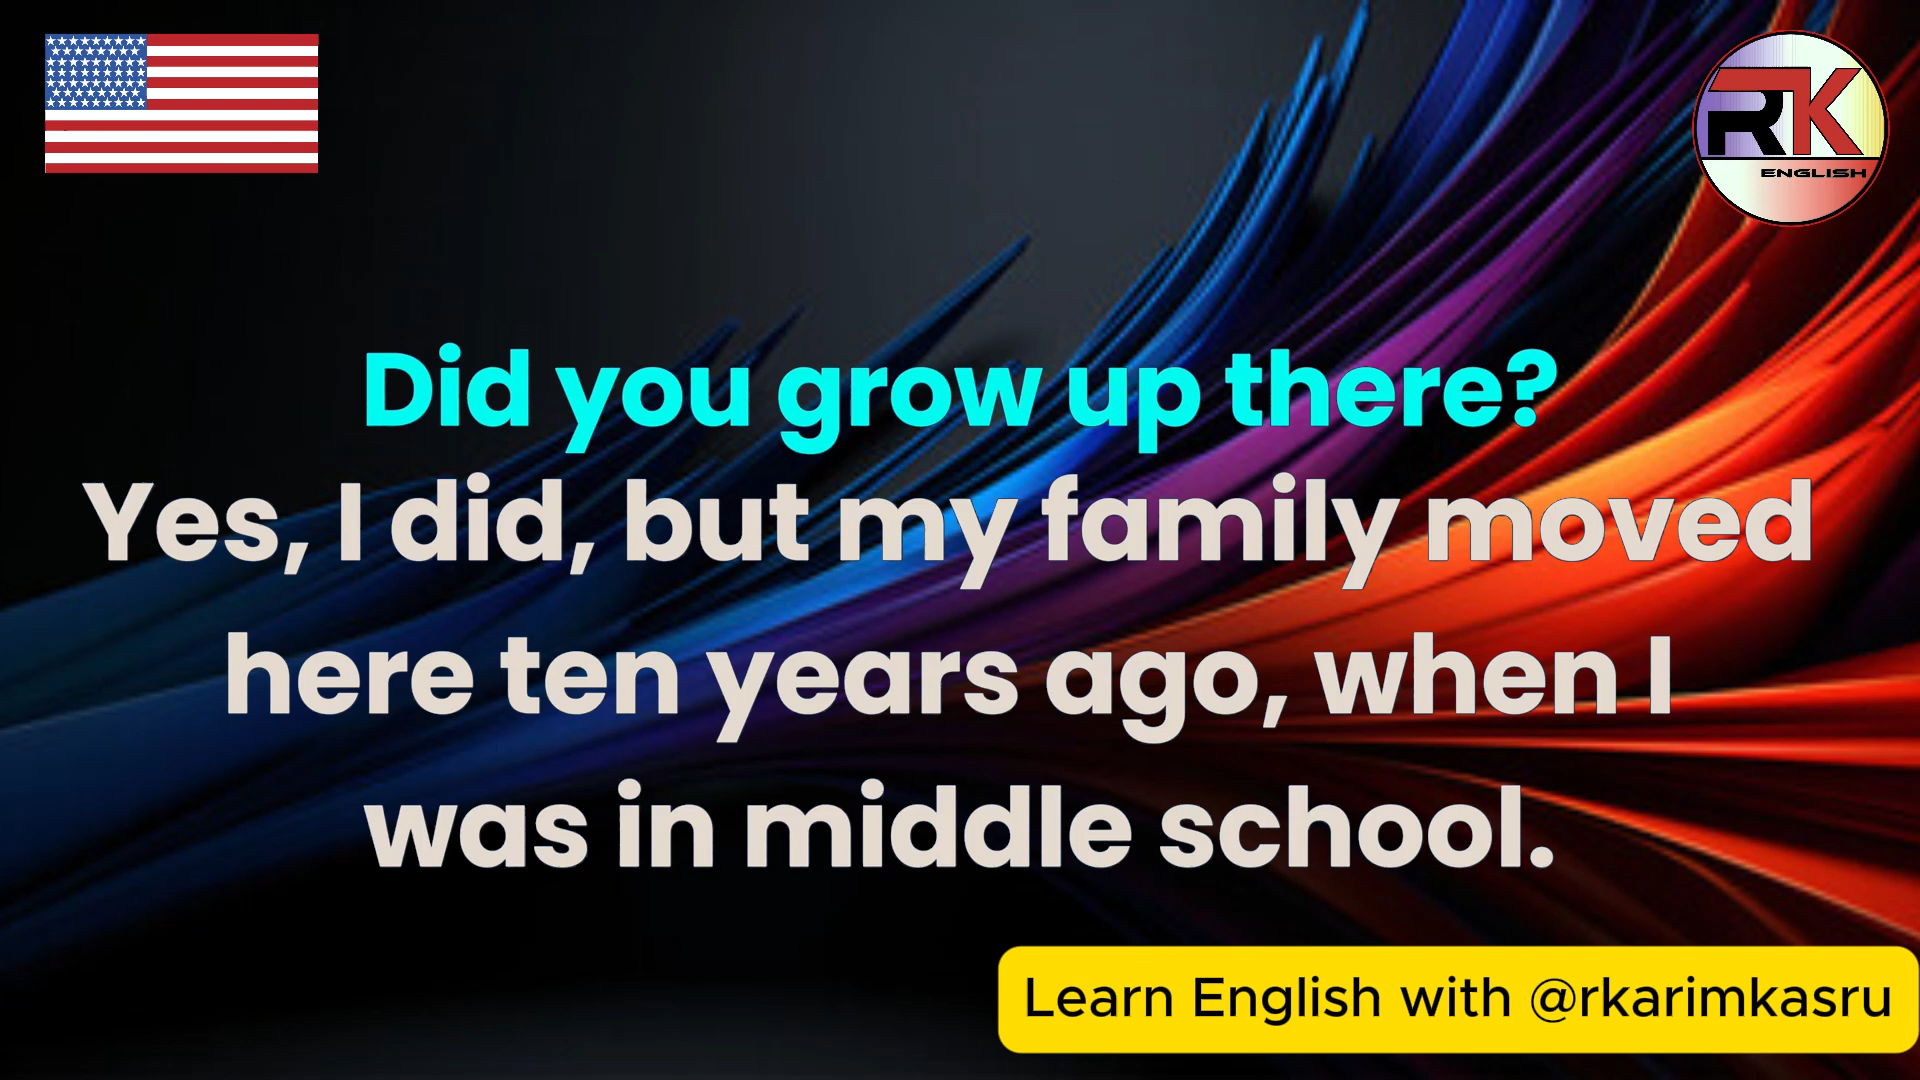 RK
ENGLISH
Did you grow up there?
Yes, I did, but my family moved
here ten years ago, when I
was in middle school.
Learn English with @rkarimkasru